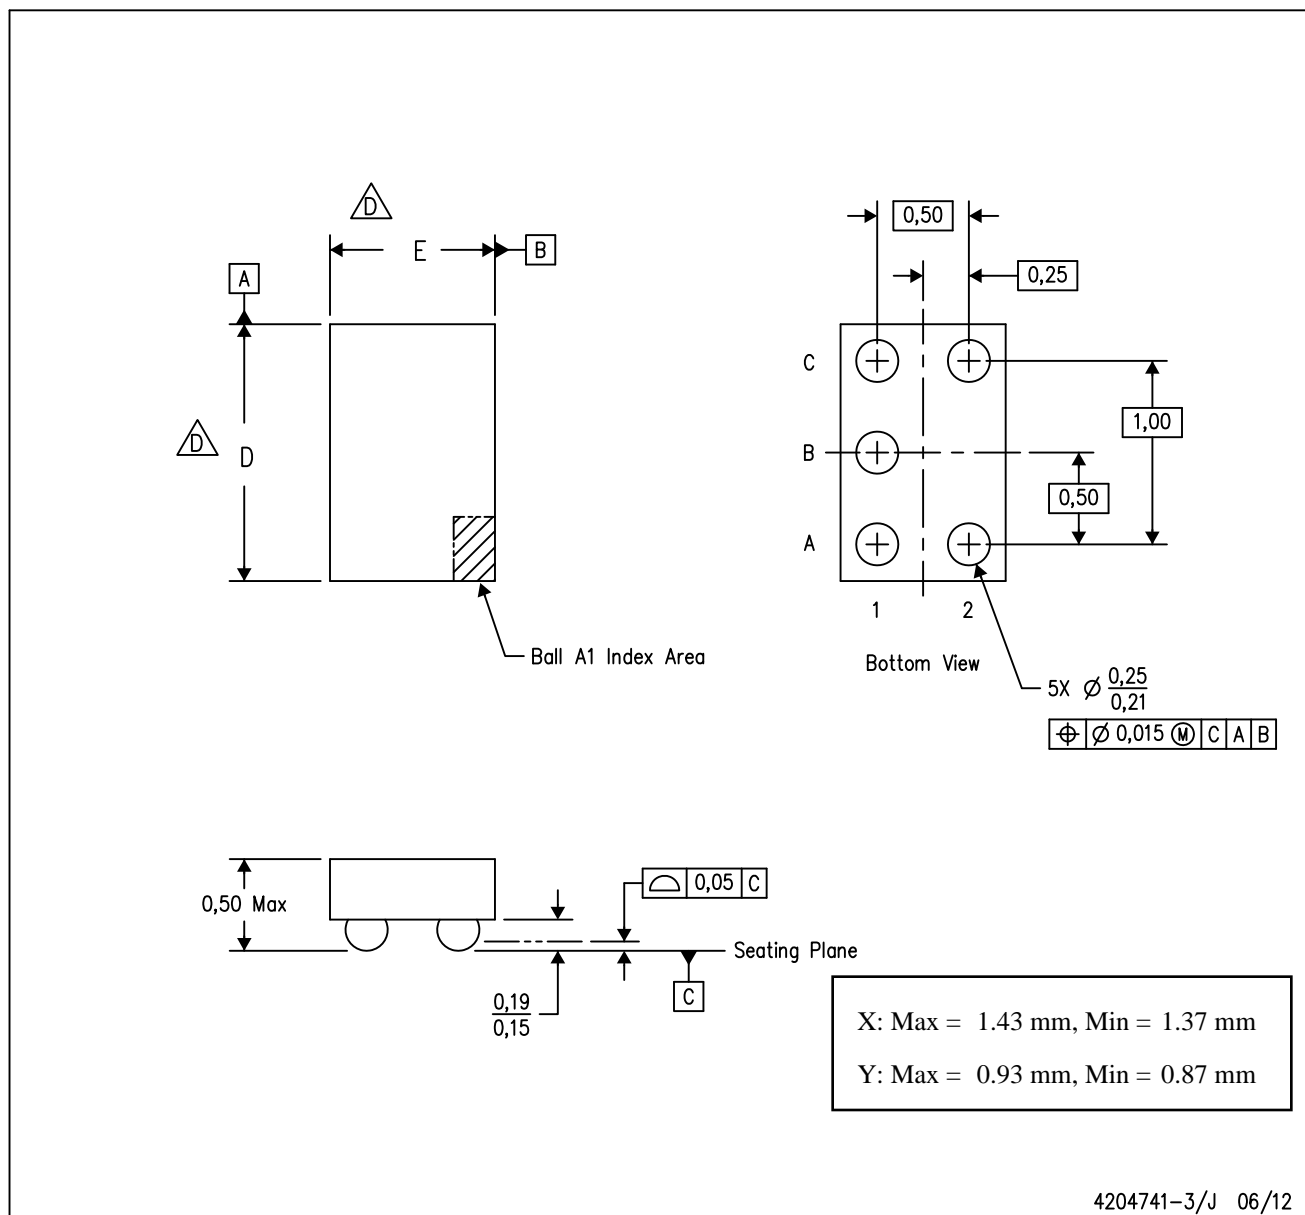 D
E
B
A
D
D
Ball A1 Index Area
0,50
0,25
C
B
A
1,00
0,50
1
2
Bottom View
5X Ø 0,25
0,21
⌖ Ø 0,015 Ⓜ C A B
0,50 Max
0,05 C
Seating Plane
C
0,19
0,15
X: Max = 1.43 mm, Min = 1.37 mm
Y: Max = 0.93 mm, Min = 0.87 mm
4204741-3/J 06/12